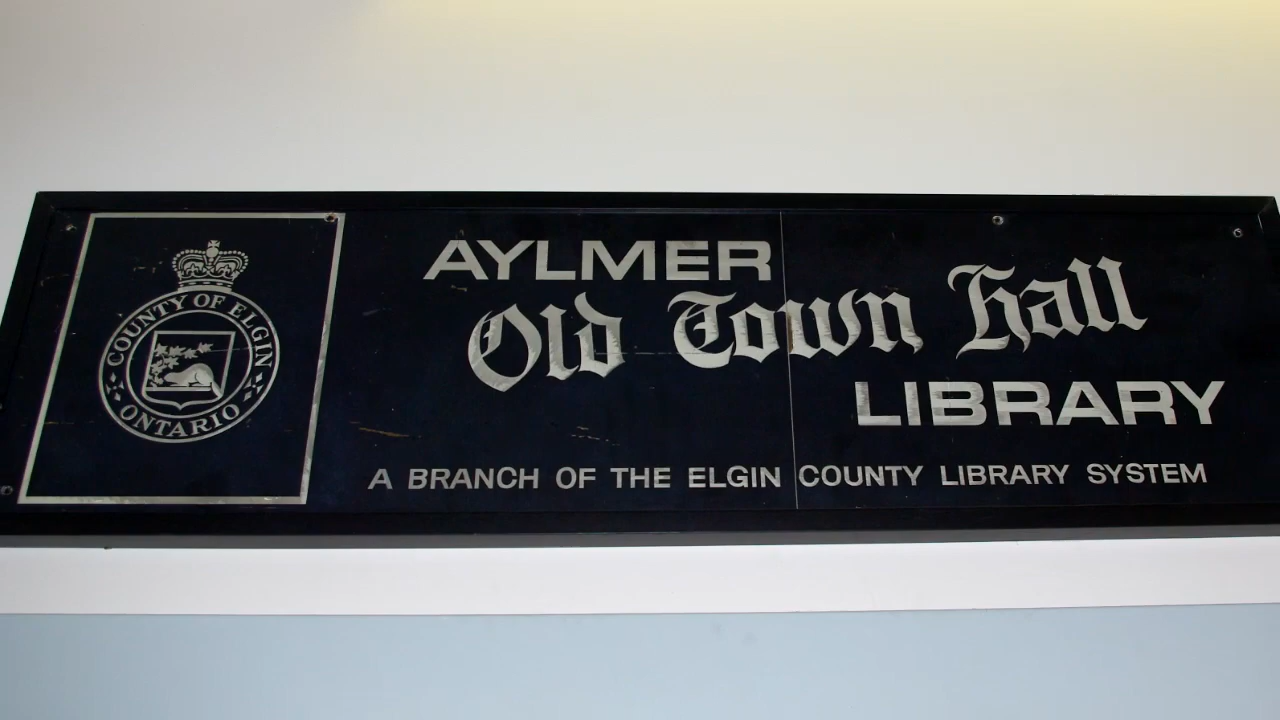 COUNTY OF ELGIN
ONTARIO
AYLMER
Old Town Hall
LIBRARY
A BRANCH OF THE ELGIN COUNTY LIBRARY SYSTEM